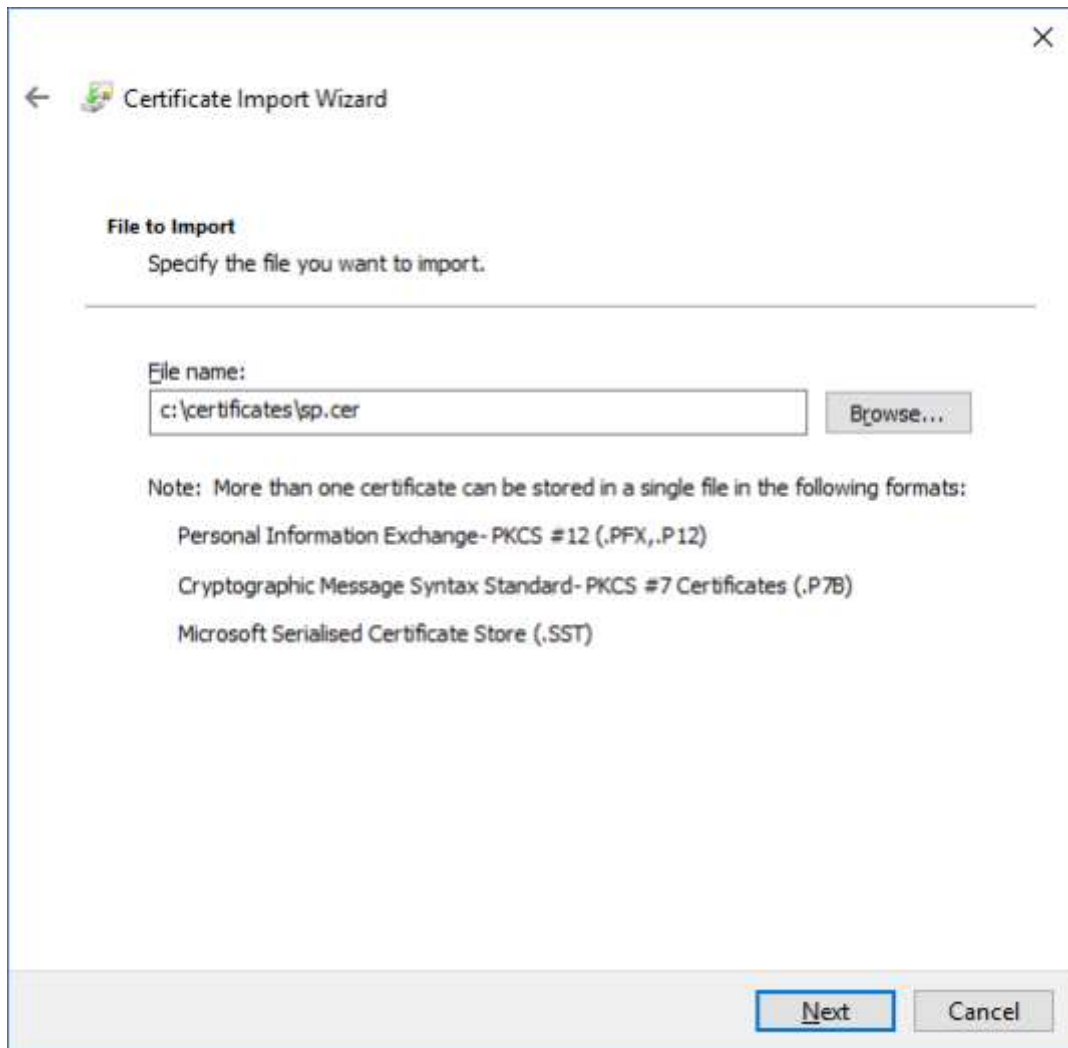 Certificate Import Wizard
File to Import
Specify the file you want to import.
File name:
c:\certificates\sp.cer
Browse...
Note: More than one certificate can be stored in a single file in the following formats:
Personal Information Exchange- PKCS #12 (.PFX,.P12)
Cryptographic Message Syntax Standard- PKCS #7 Certificates (.P7B)
Microsoft Serialised Certificate Store (.SST)
Next
Cancel